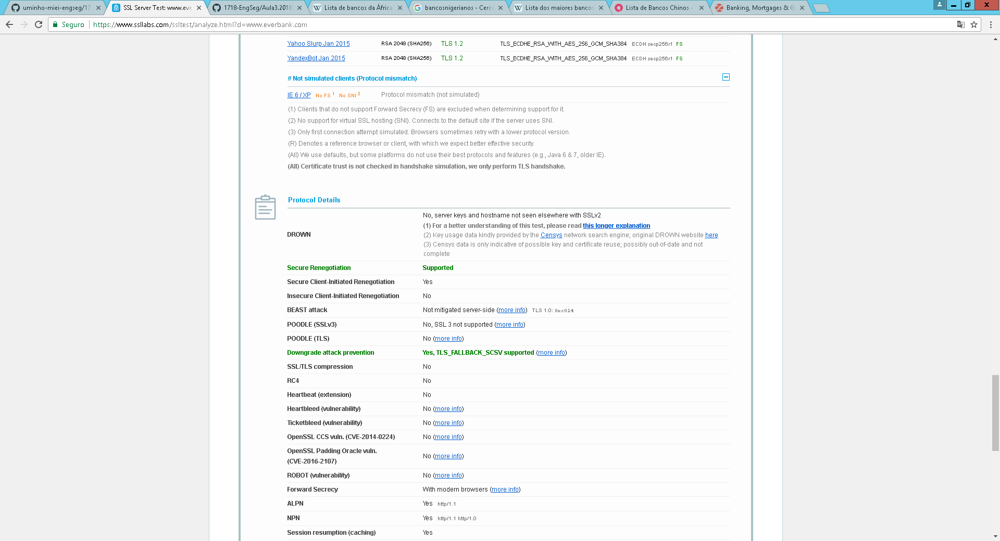 uminho-miei-engseg/17
SSL Server Test: www.eve
1718-EngSeg/Aula3.2018
Lista de bancos da África
bancosnigerianos - Cerca
Lista dos maiores bancos
Lista de Bancos Chinos -
Banking, Mortgages & G
Seguro https://www.ssllabs.com/ssltest/analyze.html?d=www.everbank.com
Yahoo Slurp Jan 2015 RSA 2048 (SHA256) TLS 1.2 TLS_ECDHE_RSA_WITH_AES_256_GCM_SHA384 ECDH secp256r1 FS
YandexBot Jan 2015 RSA 2048 (SHA256) TLS 1.2 TLS_ECDHE_RSA_WITH_AES_256_GCM_SHA384 ECDH secp256r1 FS
# Not simulated clients (Protocol mismatch)
IE 6 / XP No FS 1 No SNI 2 Protocol mismatch (not simulated)
(1) Clients that do not support Forward Secrecy (FS) are excluded when determining support for it.
(2) No support for virtual SSL hosting (SNI). Connects to the default site if the server uses SNI.
(3) Only first connection attempt simulated. Browsers sometimes retry with a lower protocol version.
(R) Denotes a reference browser or client, with which we expect better effective security.
(All) We use defaults, but some platforms do not use their best protocols and features (e.g., Java 6 & 7, older IE).
(All) Certificate trust is not checked in handshake simulation, we only perform TLS handshake.
Protocol Details
DROWN
No, server keys and hostname not seen elsewhere with SSLv2
(1) For a better understanding of this test, please read this longer explanation
(2) Key usage data kindly provided by the Censys network search engine; original DROWN website here
(3) Censys data is only indicative of possible key and certificate reuse; possibly out-of-date and not
complete
Secure Renegotiation Supported
Secure Client-Initiated Renegotiation Yes
Insecure Client-Initiated Renegotiation No
BEAST attack Not mitigated server-side (more info) TLS 1.0: 0xc014
POODLE (SSLv3) No, SSL 3 not supported (more info)
POODLE (TLS) No (more info)
Downgrade attack prevention Yes, TLS_FALLBACK_SCSV supported (more info)
SSL/TLS compression No
RC4 No
Heartbeat (extension) No
Heartbleed (vulnerability) No (more info)
Ticketbleed (vulnerability) No (more info)
OpenSSL CCS vuln. (CVE-2014-0224) No (more info)
OpenSSL Padding Oracle vuln.
(CVE-2016-2107) No (more info)
ROBOT (vulnerability) No (more info)
Forward Secrecy With modern browsers (more info)
ALPN Yes http/1.1
NPN Yes http/1.1 http/1.0
Session resumption (caching) Yes